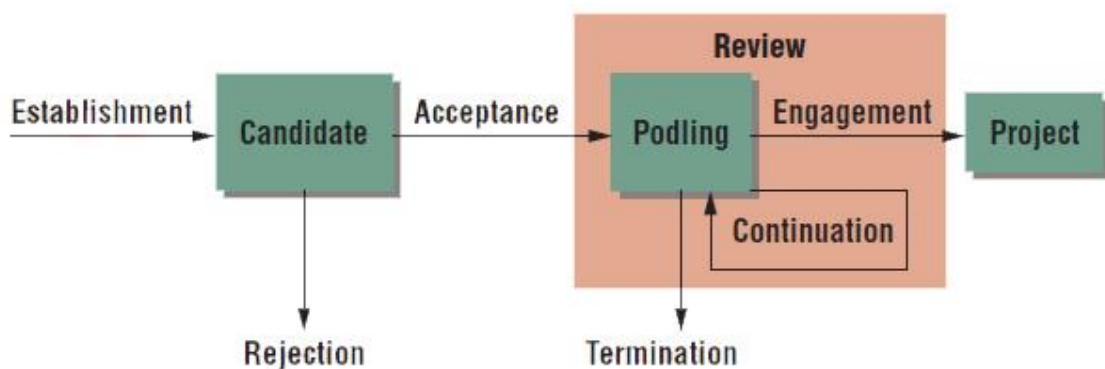 Review
Establishment
Candidate
Acceptance
Podling
Engagement
Project
Continuation
Rejection
Termination